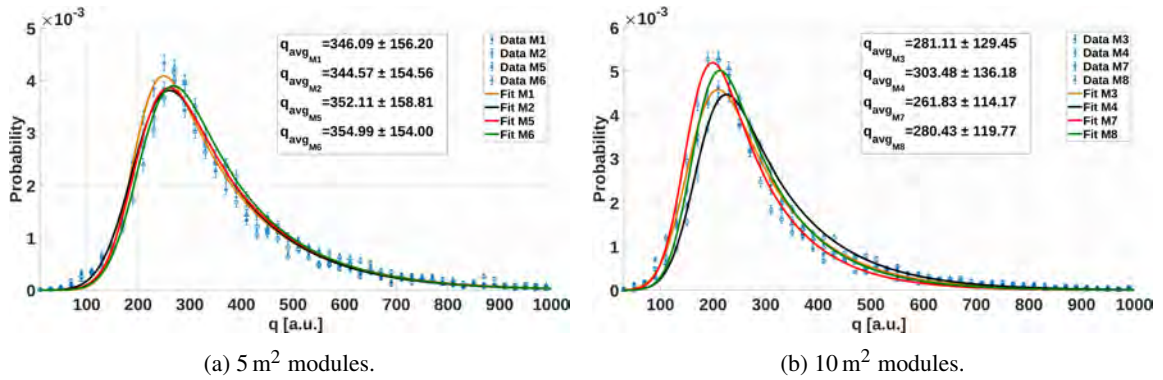 ×10⁻³
5
4
3
2
1
0
Probability
100 200 300 400 500 600 700 800 900 1000
q [a.u.]
q_avg_M1 =346.09 ± 156.20
q_avg_M2 =344.57 ± 154.56
q_avg_M5 =352.11 ± 158.81
q_avg_M6 =354.99 ± 154.00
Data M1
Data M2
Data M5
Data M6
Fit M1
Fit M2
Fit M5
Fit M6
(a) 5 m² modules.
×10⁻³
6
5
4
3
2
1
0
Probability
100 200 300 400 500 600 700 800 900 1000
q [a.u.]
q_avg_M3 =281.11 ± 129.45
q_avg_M4 =303.48 ± 136.18
q_avg_M7 =261.83 ± 114.17
q_avg_M8 =280.43 ± 119.77
Data M3
Data M4
Data M7
Data M8
Fit M3
Fit M4
Fit M7
Fit M8
(b) 10 m² modules.